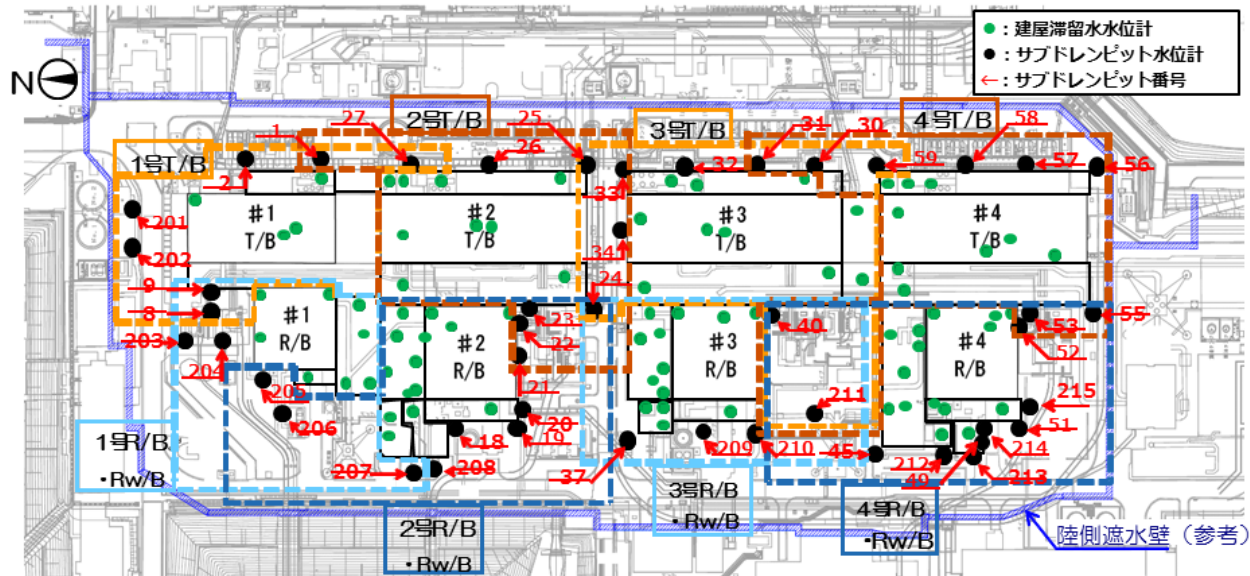 ●：建屋滞留水水位計
●：サブドレンピット水位計
←：サブドレンピット番号
N
1号T/B
2号T/B
3号T/B
4号T/B
1
2
27
26
25
33
34
24
32
31
30
59
58
57
56
201
202
9
8
203
204
205
206
207
208
18
19
20
21
22
23
37
209
210
211
40
45
212
49
213
214
51
215
52
53
55
#1
T/B
#2
T/B
#3
T/B
#4
T/B
#1
R/B
#2
R/B
#3
R/B
#4
R/B
1号R/B
・Rw/B
2号R/B
・Rw/B
3号R/B
・Rw/B
4号R/B
・Rw/B
陸側遮水壁（参考）